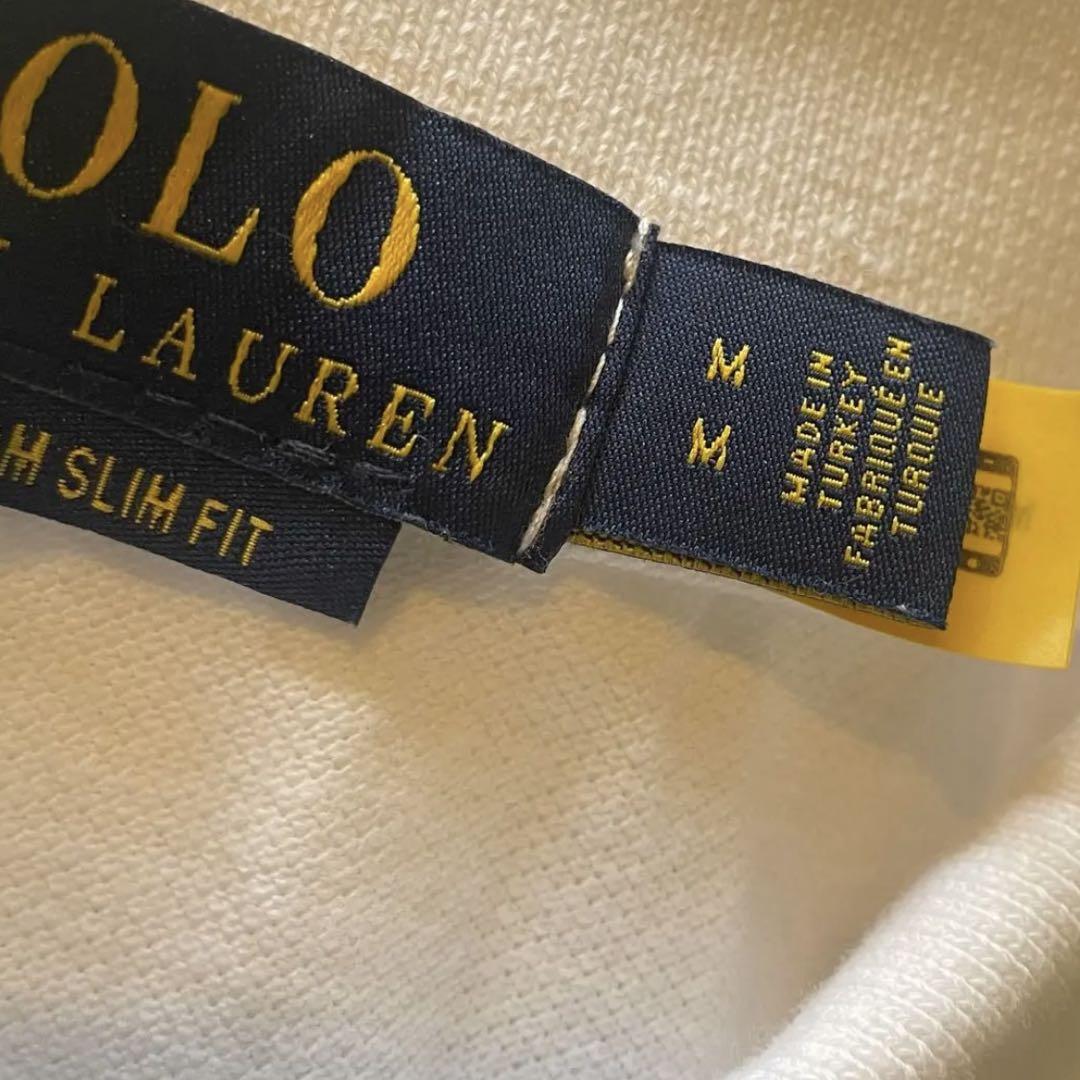 OLO
LAUREN
M SLIM FIT
M
M
MADE IN
TURKEY
FABRIQUÉ EN
TURQUIE